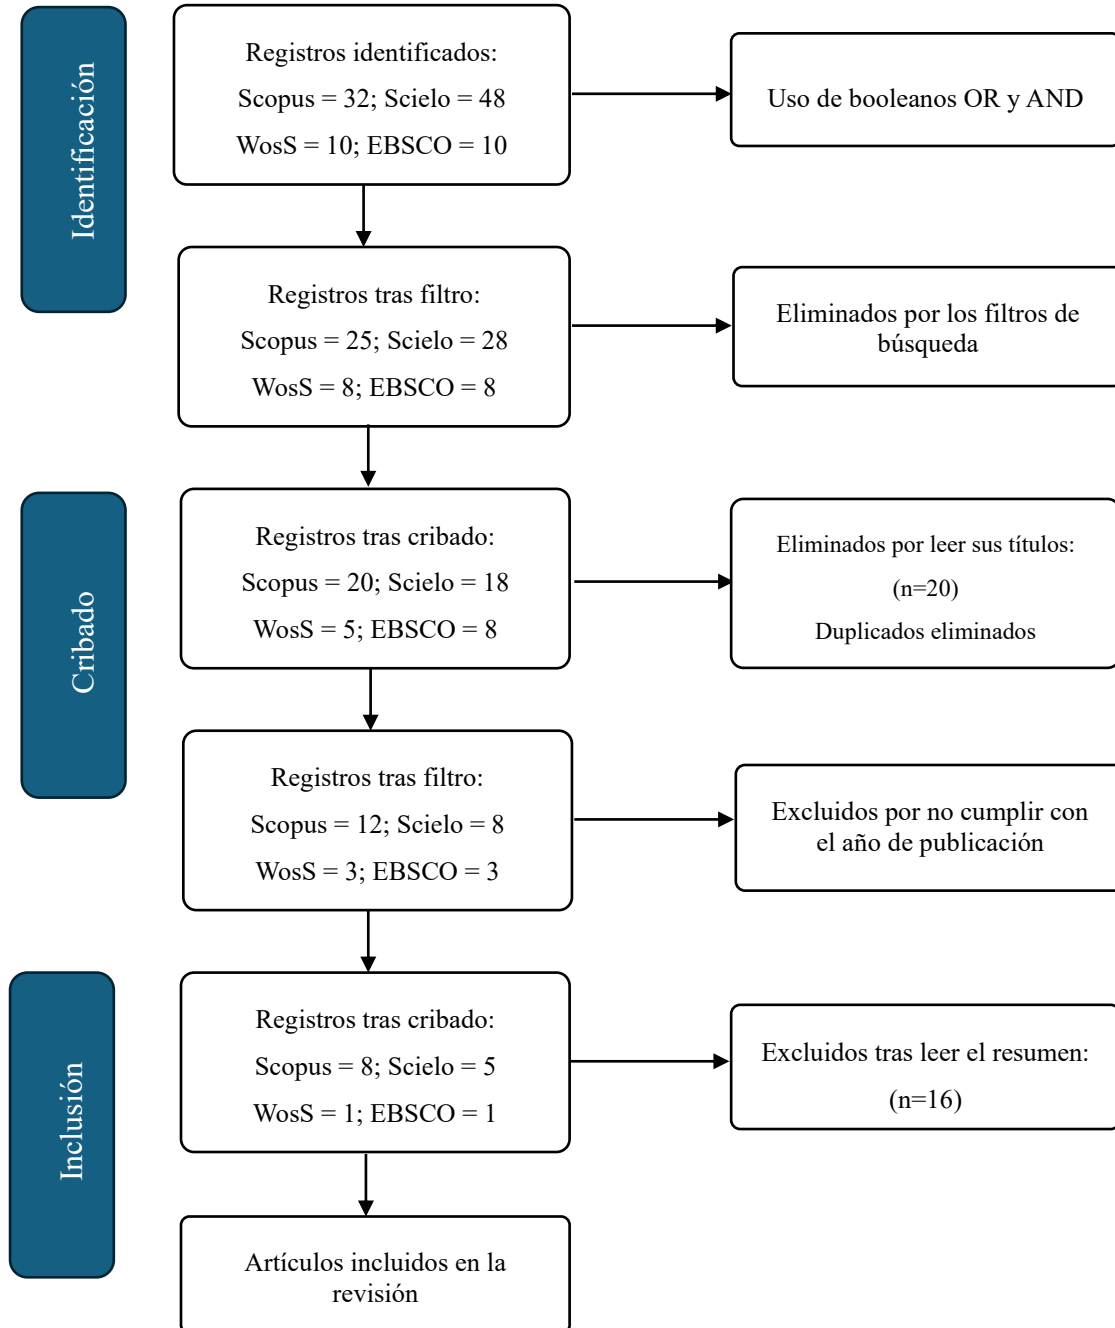 Identificación
Registros identificados:
Scopus = 32; Scielo = 48
WosS = 10; EBSCO = 10
Uso de booleanos OR y AND
Registros tras filtro:
Scopus = 25; Scielo = 28
WosS = 8; EBSCO = 8
Eliminados por los filtros de
búsqueda
Cribado
Registros tras cribado:
Scopus = 20; Scielo = 18
WosS = 5; EBSCO = 8
Eliminados por leer sus títulos:
(n=20)
Duplicados eliminados
Registros tras filtro:
Scopus = 12; Scielo = 8
WosS = 3; EBSCO = 3
Excluidos por no cumplir con
el año de publicación
Inclusión
Registros tras cribado:
Scopus = 8; Scielo = 5
WosS = 1; EBSCO = 1
Excluidos tras leer el resumen:
(n=16)
Artículos incluidos en la
revisión